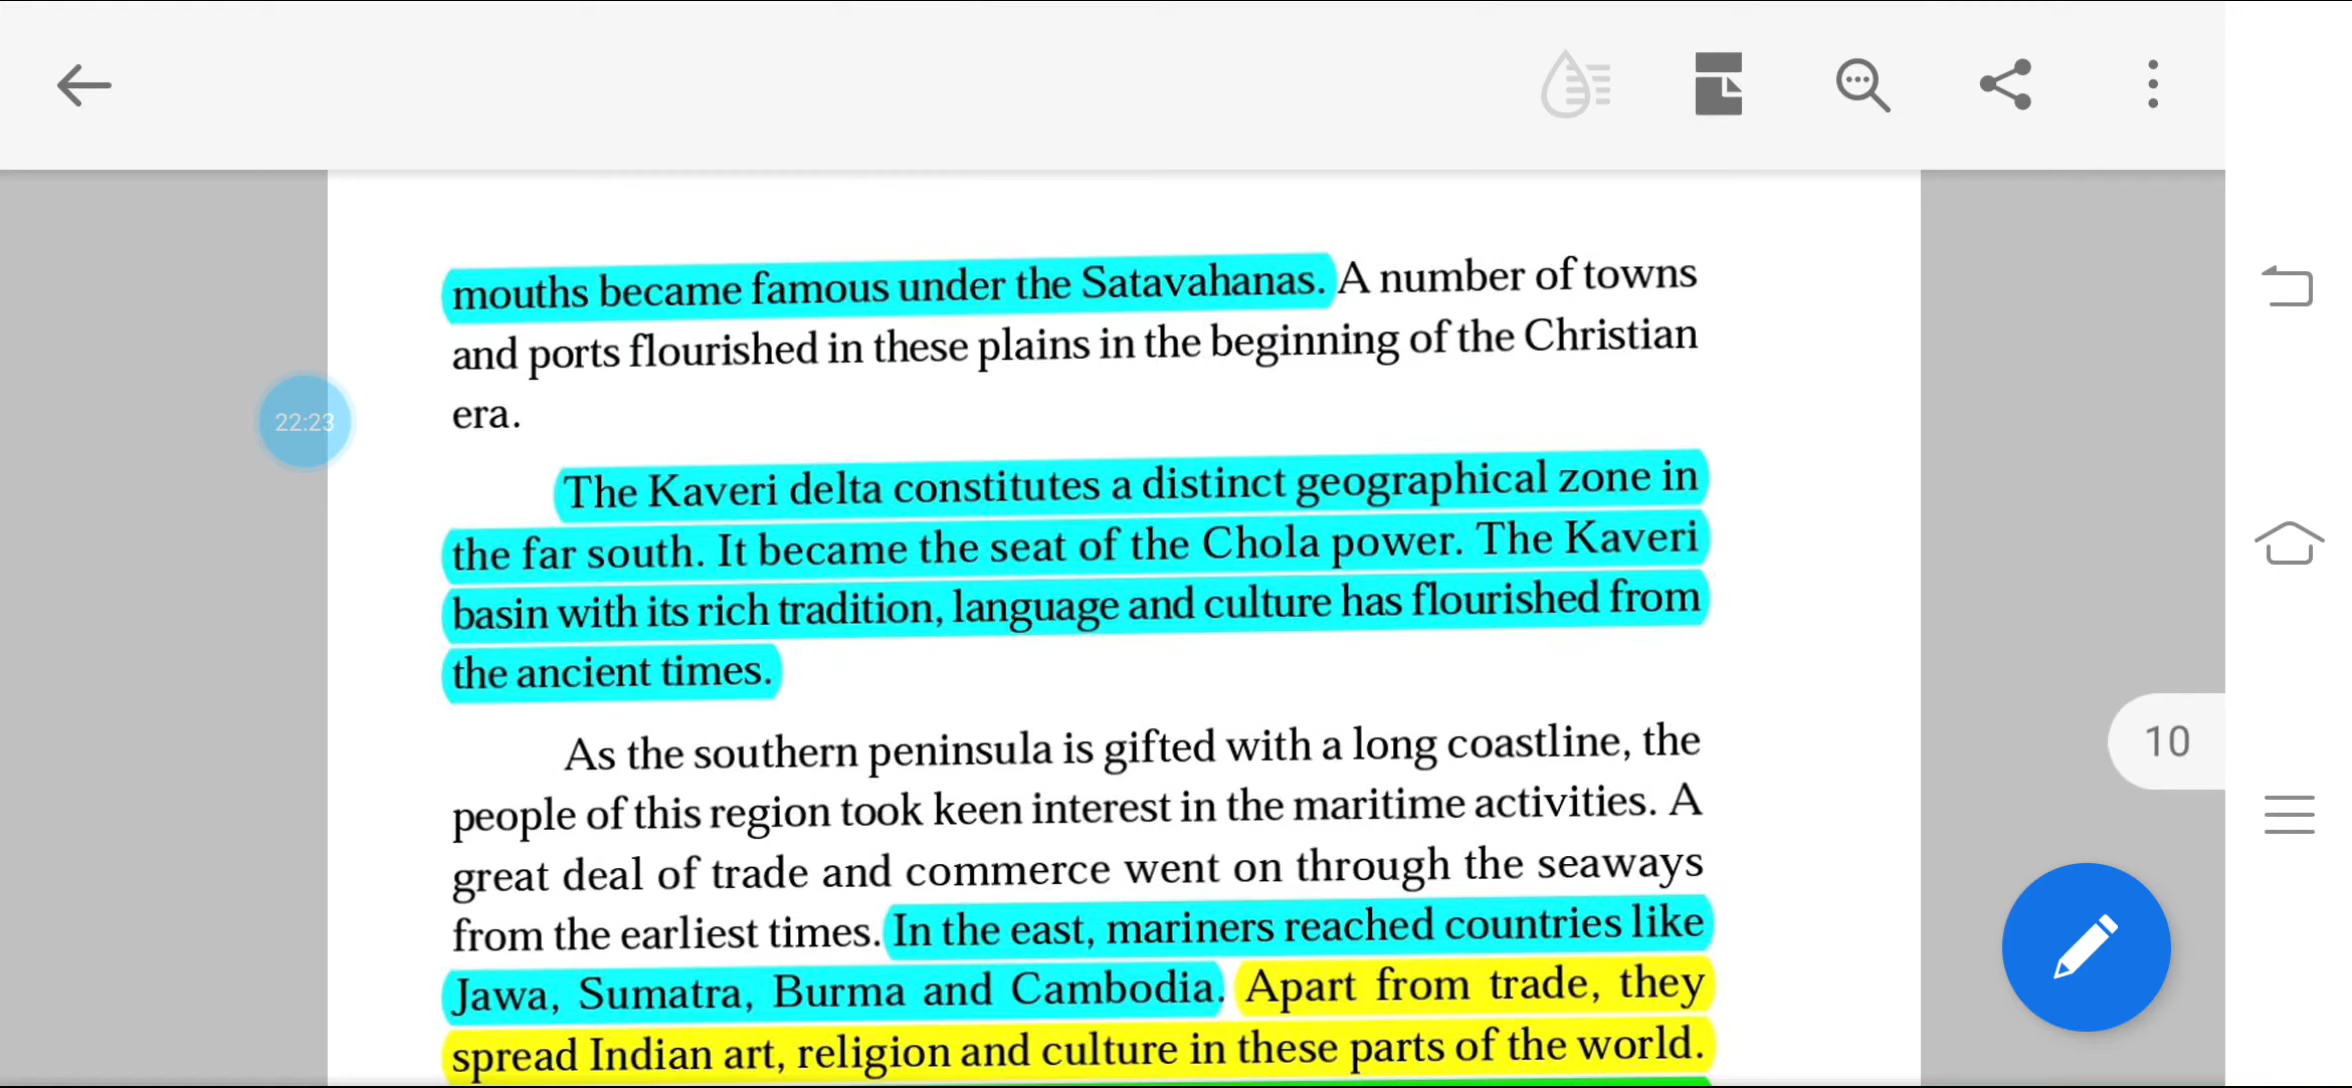 mouths became famous under the Satavahanas. A number of towns
and ports flourished in these plains in the beginning of the Christian
era.
22:23
The Kaveri delta constitutes a distinct geographical zone in
the far south. It became the seat of the Chola power. The Kaveri
basin with its rich tradition, language and culture has flourished from
the ancient times.
10
As the southern peninsula is gifted with a long coastline, the
people of this region took keen interest in the maritime activities. A
great deal of trade and commerce went on through the seaways
from the earliest times. In the east, mariners reached countries like
Jawa, Sumatra, Burma and Cambodia. Apart from trade, they
spread Indian art, religion and culture in these parts of the world.